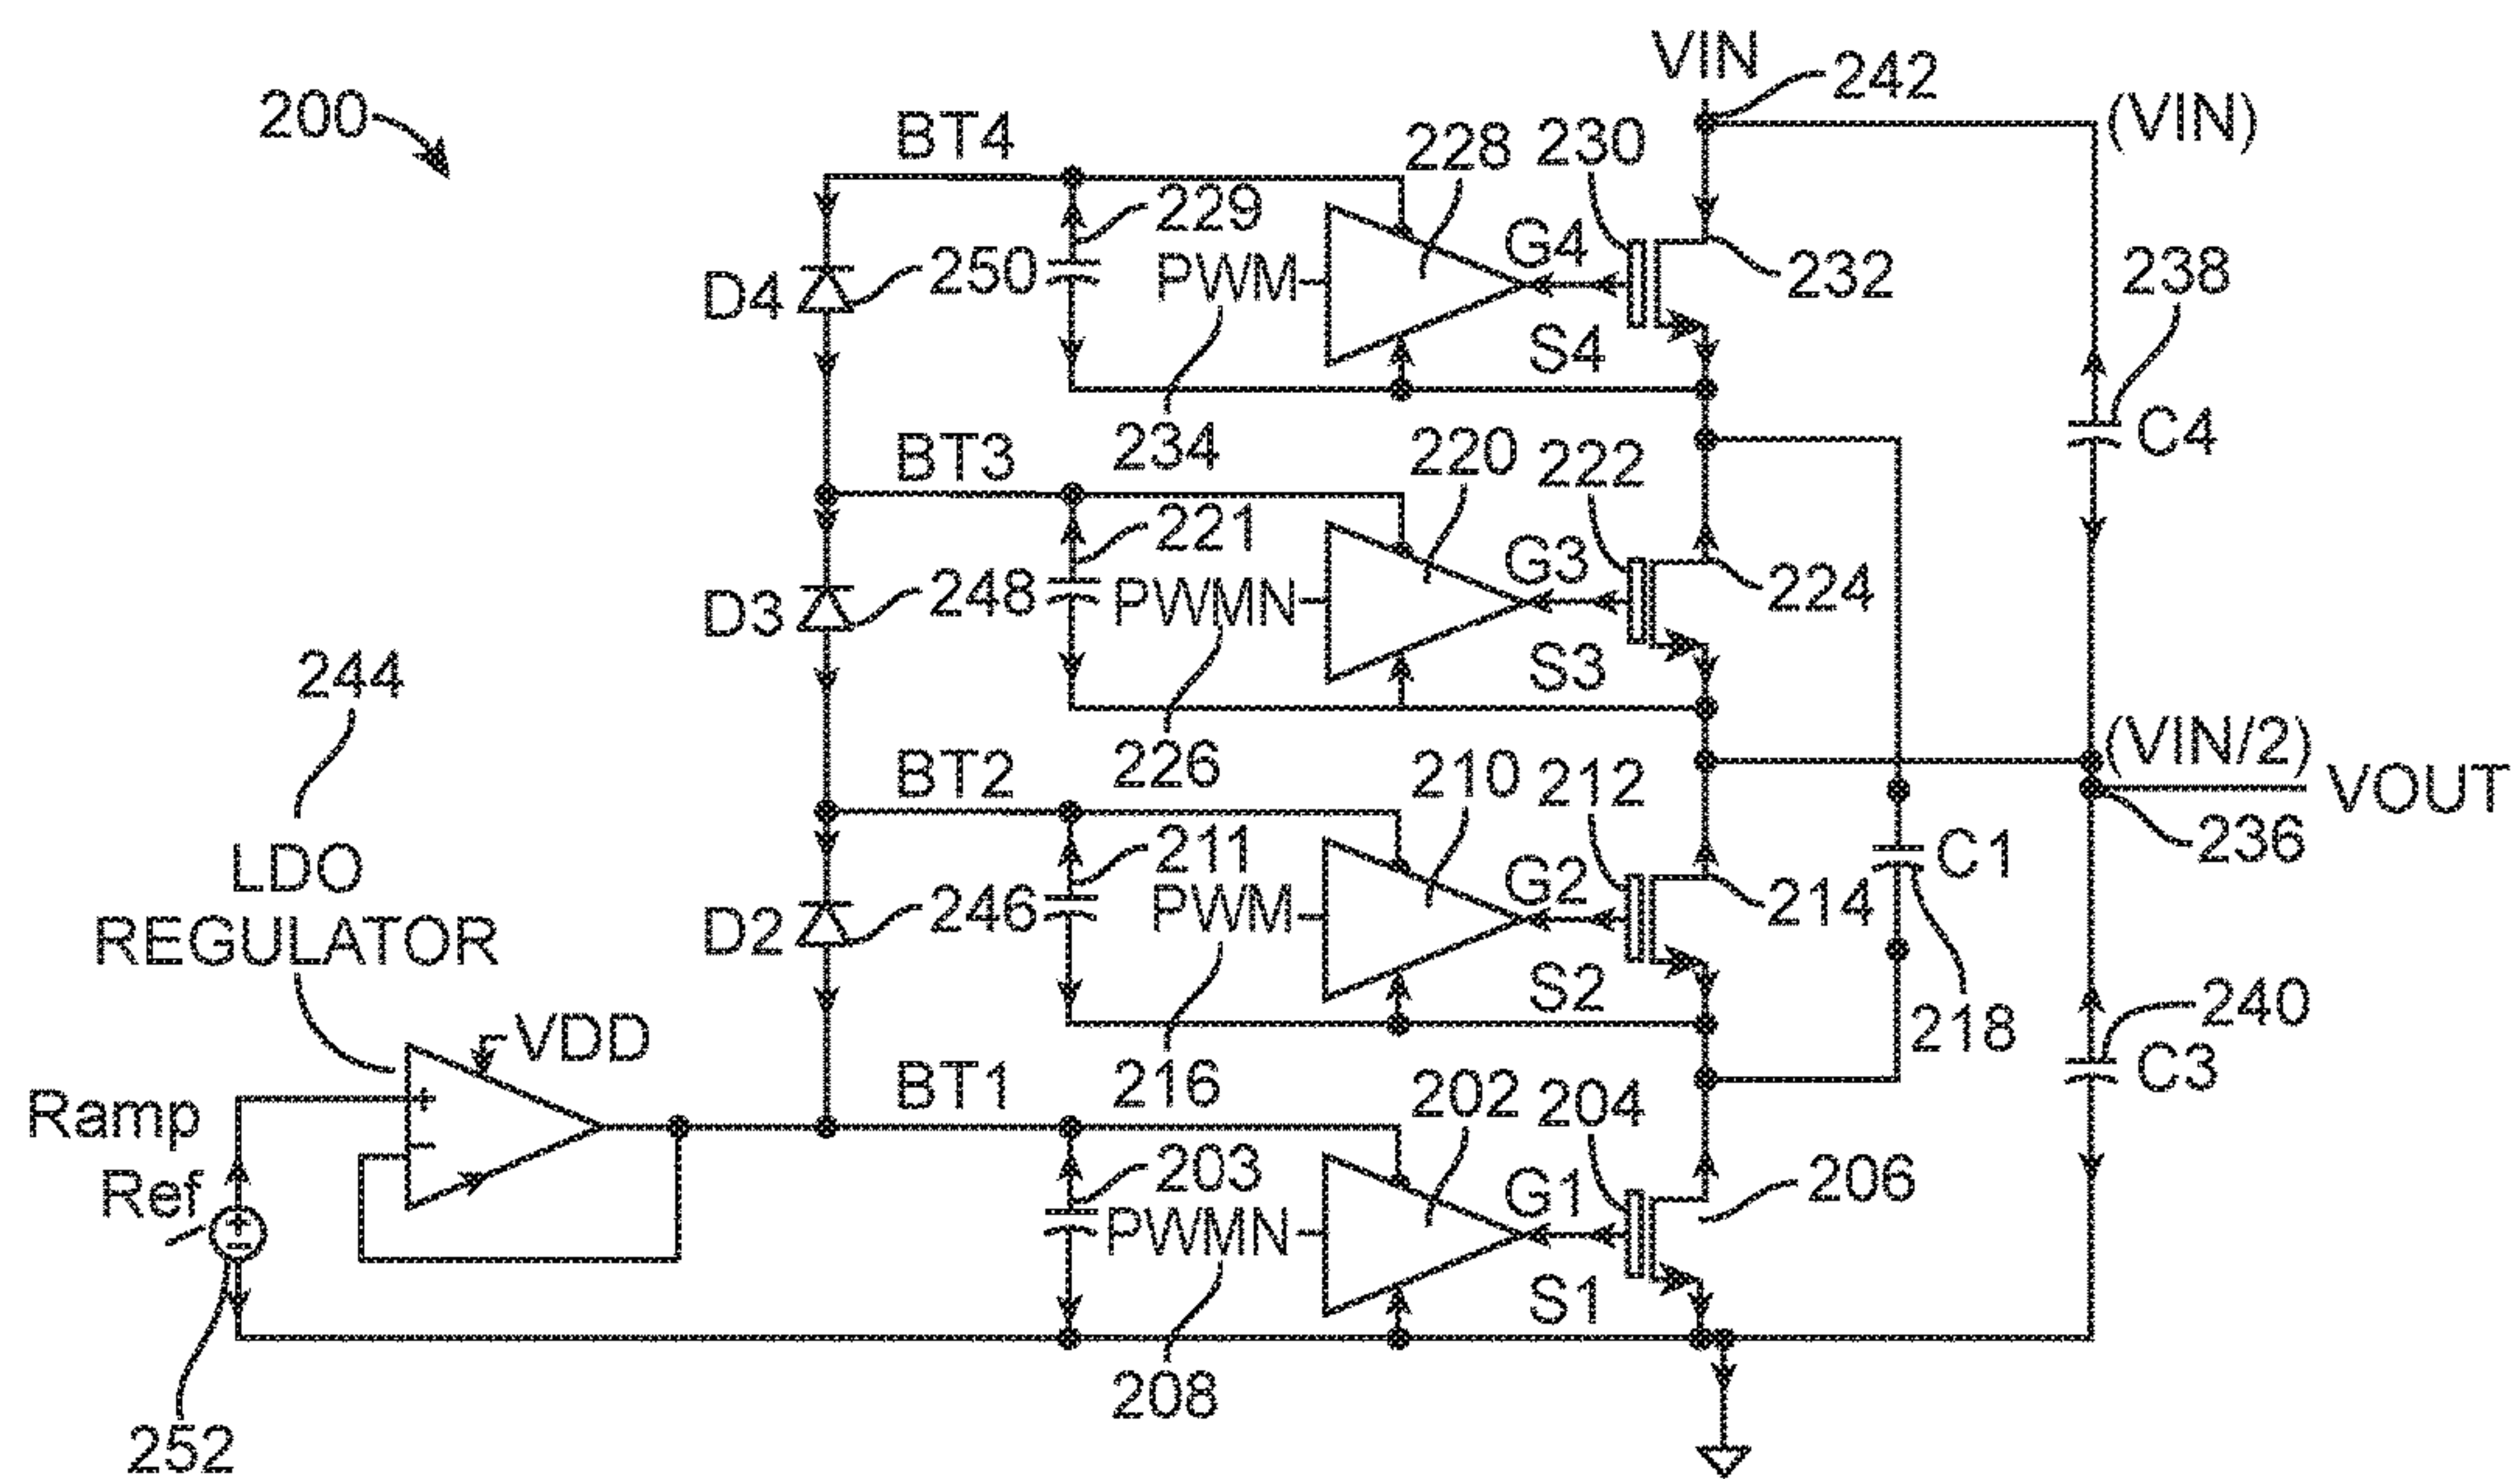 VIN
242
200
(VIN)
BT4
228
230
229
G4
D4
250
PWM
232
238
S4
234
C4
BT3
220
222
221
G3
D3
248
PWMN
224
S3
244
226
(VIN/2)
VOUT
BT2
210
212
236
LDO
REGULATOR
211
G2
C1
D2
246
PWM
214
S2
218
240
VDD
216
C3
BT1
202
204
Ramp
Ref
+
−
203
G1
206
PWMN
+
−
S1
208
252